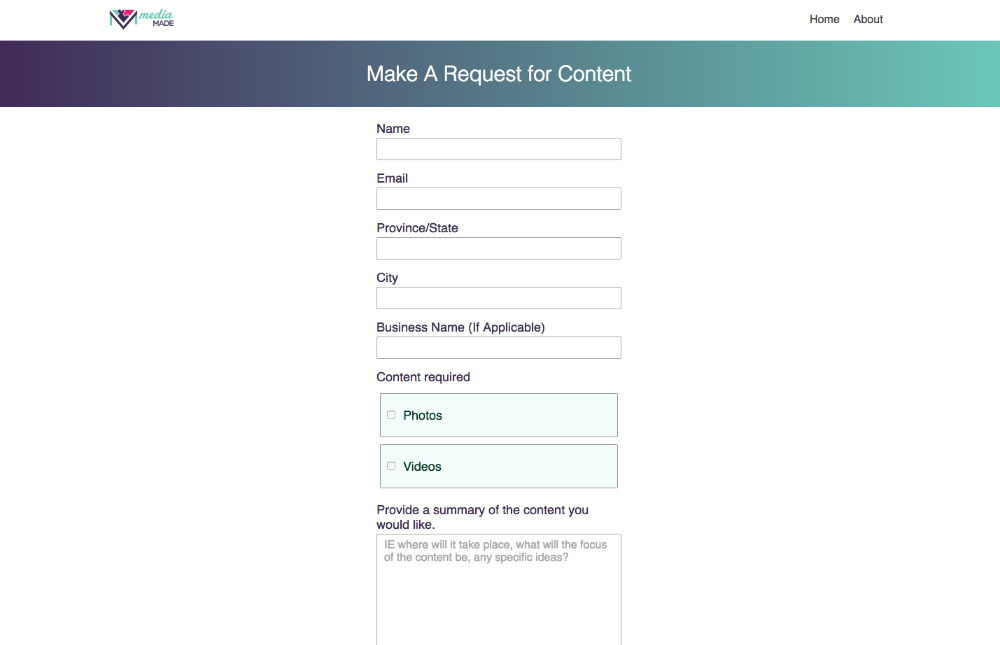 media
MADE
Home About
Make A Request for Content
Name
Email
Province/State
City
Business Name (If Applicable)
Content required
Photos
Videos
Provide a summary of the content you
would like.
IE where will it take place, what will the focus
of the content be, any specific ideas?